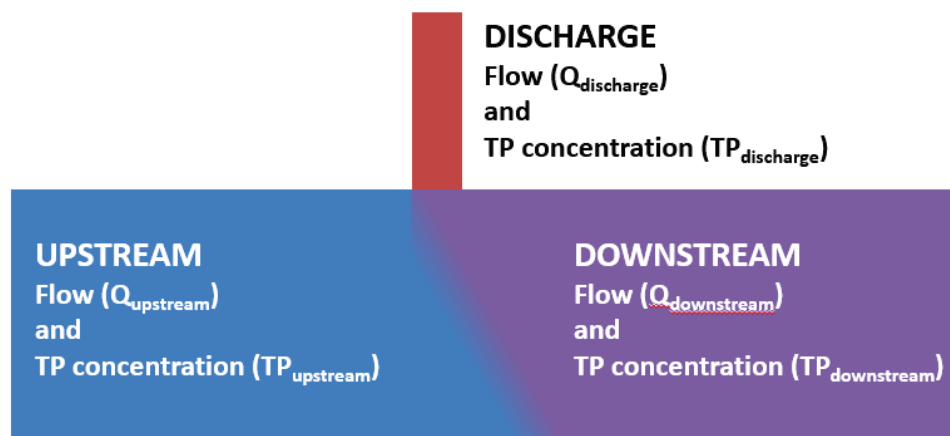 DISCHARGE
Flow (Qdischarge)
and
TP concentration (TPdischarge)
UPSTREAM
Flow (Qupstream)
and
TP concentration (TPupstream)
DOWNSTREAM
Flow (Qdownstream)
and
TP concentration (TPdownstream)